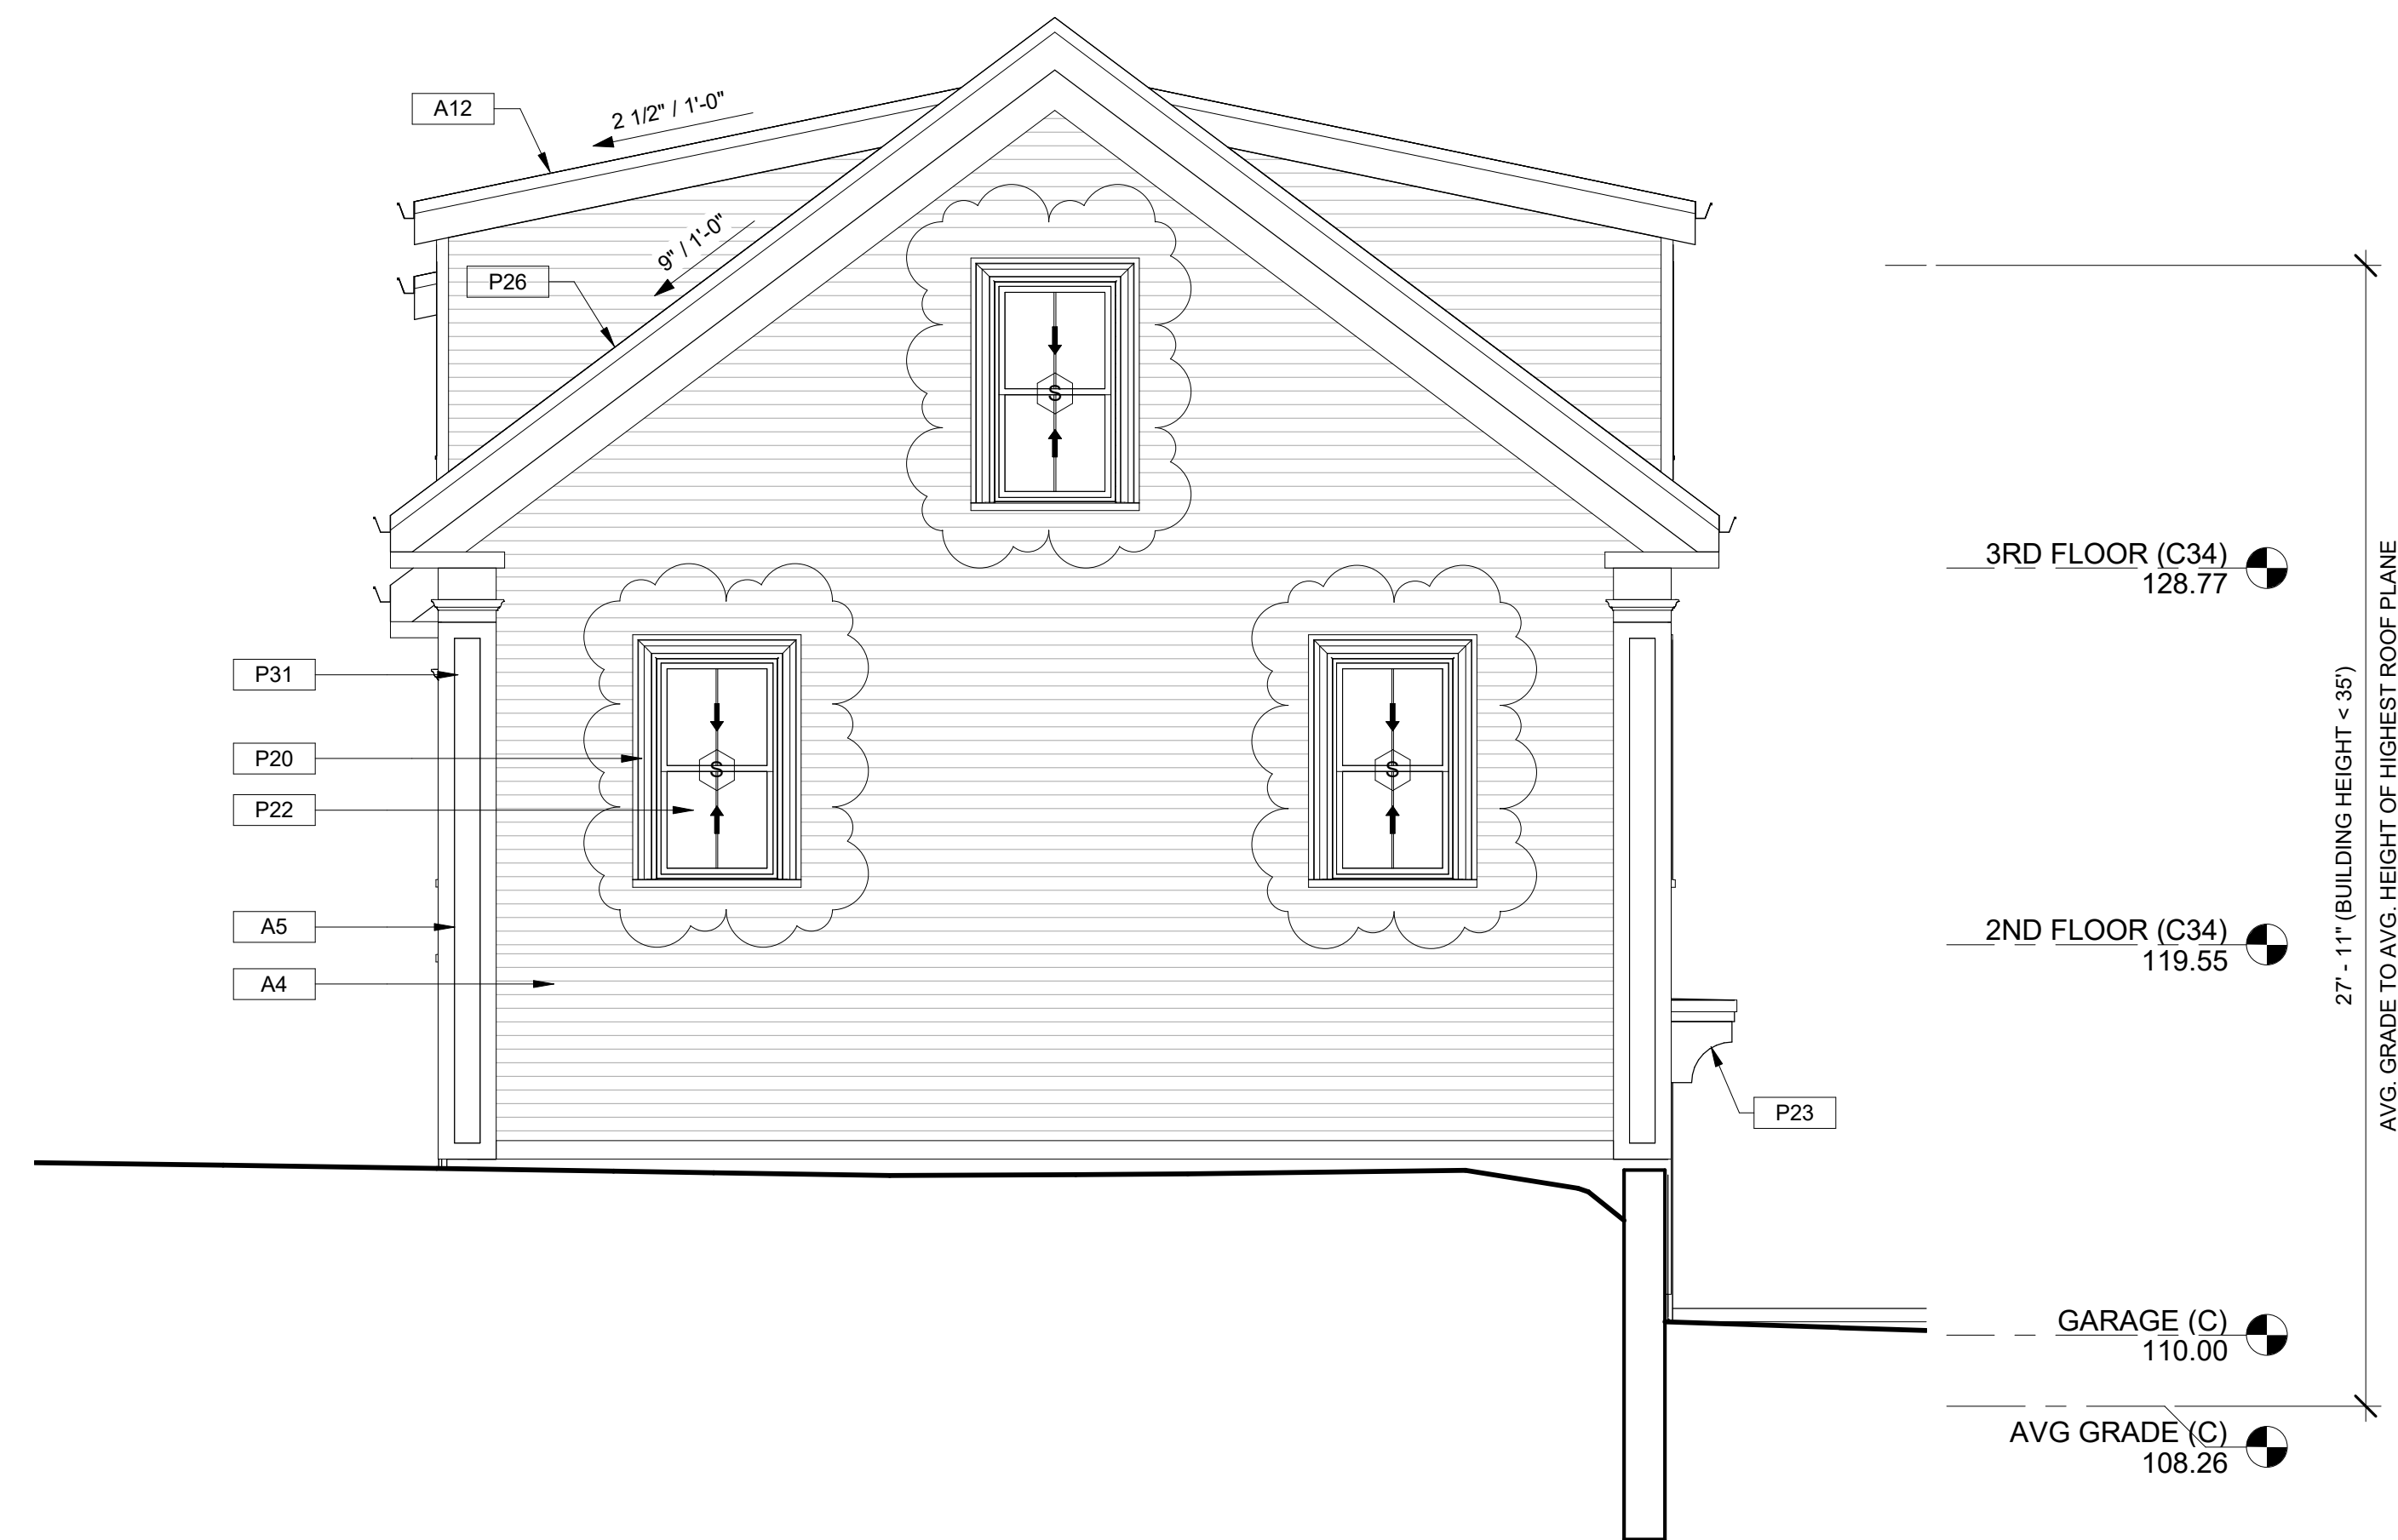 A12
2 1/2" / 1'-0"
9" / 1'-0"
P26
S
3RD FLOOR (C34)
128.77
P31
P20
P22
S
S
A5
A4
2ND FLOOR (C34)
119.55
P23
GARAGE (C)
110.00
AVG GRADE (C)
108.26
27' - 11" (BUILDING HEIGHT < 35')
AVG. GRADE TO AVG. HEIGHT OF HIGHEST ROOF PLANE